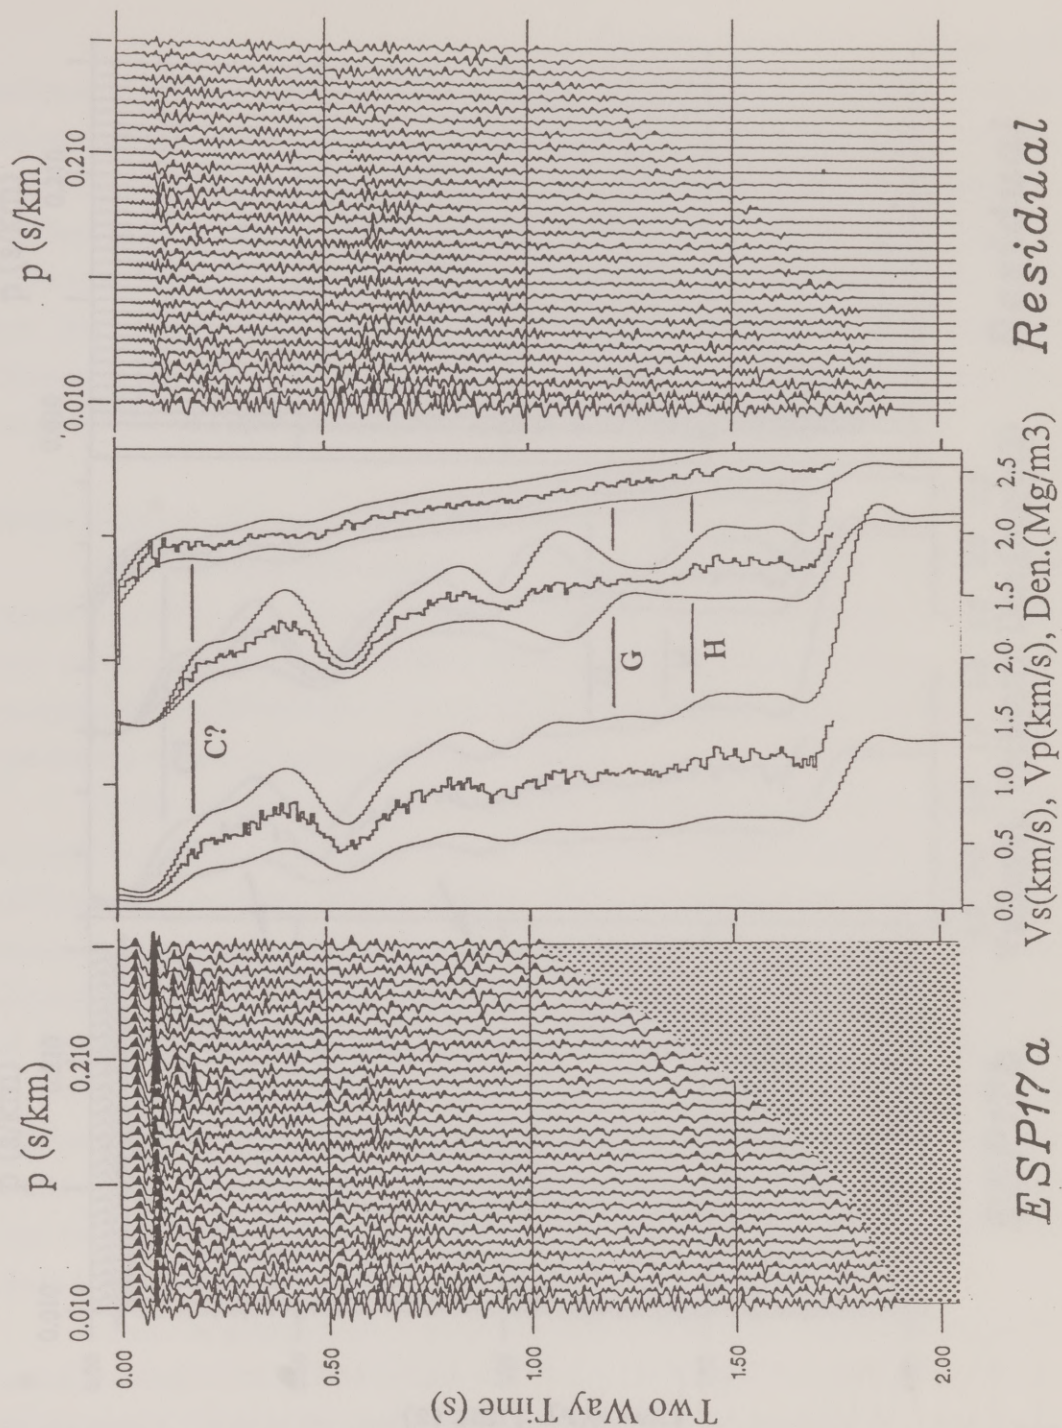 p (s/km)
0.010
0.210
p (s/km)
0.010
0.210
Two Way Time (s)
0.00
0.50
1.00
1.50
2.00
C?
G
H
0.0 0.5 1.0 1.5 2.0
1.5 2.0 2.5
Vs(km/s), Vp(km/s), Den.(Mg/m3)
ESP17a
Residual